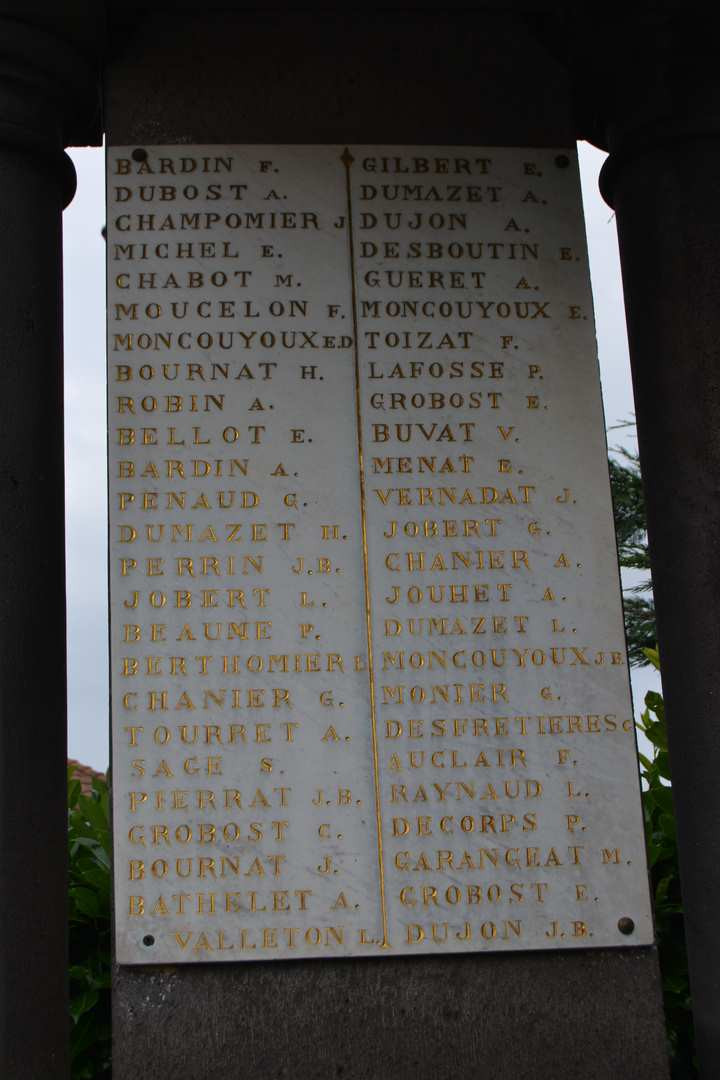 BARDIN F.
DUBOST A.
CHAMPOMIER J
MICHEL E.
CHABOT M.
MOUCELON F.
MONCOUYOUX E.D
BOURNAT H.
ROBIN A.
BELLOT E.
BARDIN A.
PENAUD G.
DUMAZET H.
PERRIN J.B.
JOBERT L.
BEAUME P.
BERTHOMIER E
CHANIER G.
TOURRET A.
SAGE S.
PIERRAT J.B.
GROBOST C.
BOURNAT J.
BATHELET A.
VALLETON L.
GILBERT E.
DUMAZET A.
DUJON A.
DESBOUTIN E.
GUERET A.
MONCOUYOUX E.
TOIZAT F.
LAFOSSE P.
GROBOST E.
BUVAT V.
MENAT E.
VERNADAT J.
JOBERT G.
CHANIER A.
JOUHET A.
DUMAZET L.
MONCOUYOUX J.B.
MONIER G.
DESFRETIERES G
AUCLAIR F.
RAYNAUD L.
DECORPS P.
GARANGEAT M.
GROBOST E.
DUJON J.B.